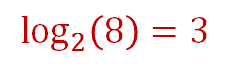 log₂(8) = 3